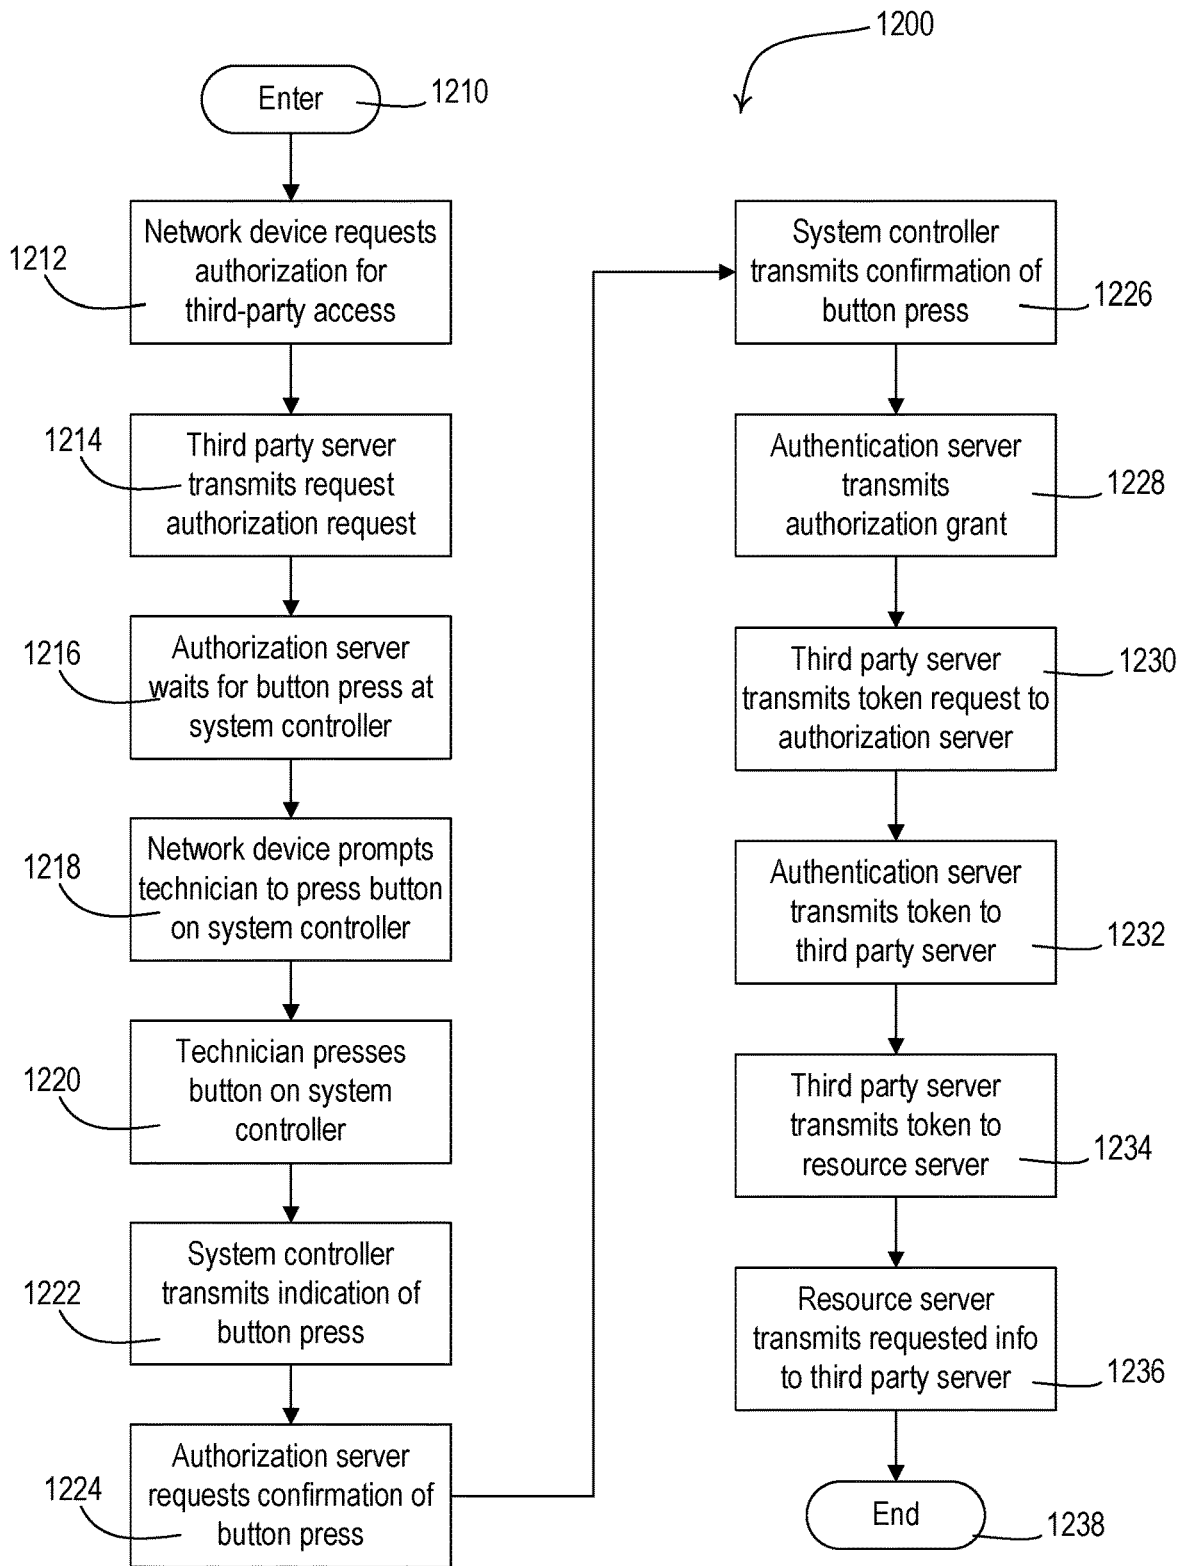 1200
Enter
1210
Network device requests
authorization for
third-party access
1212
Third party server
transmits request
authorization request
1214
Authorization server
waits for button press at
system controller
1216
Network device prompts
technician to press button
on system controller
1218
Technician presses
button on system
controller
1220
System controller
transmits indication of
button press
1222
Authorization server
requests confirmation of
button press
1224
System controller
transmits confirmation of
button press
1226
Authentication server
transmits
authorization grant
1228
Third party server
transmits token request to
authorization server
1230
Authentication server
transmits token to
third party server
1232
Third party server
transmits token to
resource server
1234
Resource server
transmits requested info
to third party server
1236
End
1238